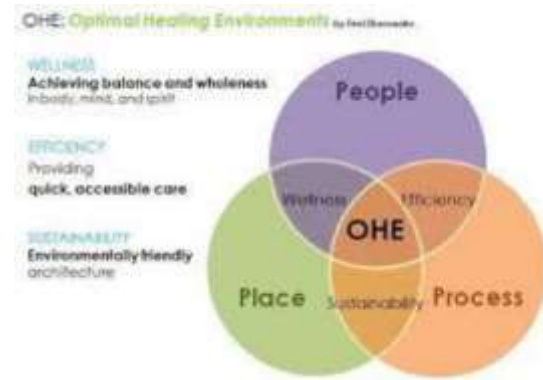 OHE: Optimal Healing Environments by
WELLNESS
Achieving balance and wholeness
in body, mind, and spirit
EFFICIENCY
Providing
quick, accessible care
SUSTAINABILITY
Environmentally friendly
architecture
People
Wellness
Efficiency
OHE
Place
Sustainability
Process